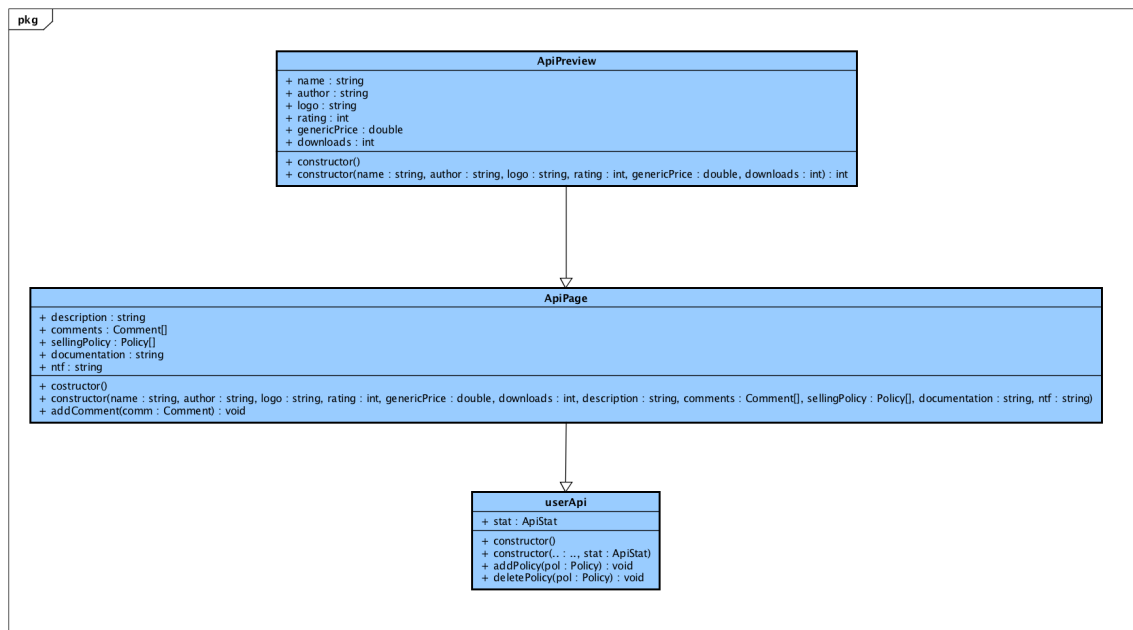 pkg
ApiPreview
+ name : string
+ author : string
+ logo : string
+ rating : int
+ genericPrice : double
+ downloads : int
+ constructor()
+ constructor(name : string, author : string, logo : string, rating : int, genericPrice : double, downloads : int) : int
ApiPage
+ description : string
+ comments : Comment[]
+ sellingPolicy : Policy[]
+ documentation : string
+ ntf : string
+ costructor()
+ constructor(name : string, author : string, logo : string, rating : int, genericPrice : double, downloads : int, description : string, comments : Comment[], sellingPolicy : Policy[], documentation : string, ntf : string)
+ addComment(comm : Comment) : void
userApi
+ stat : ApiStat
+ constructor()
+ constructor(.. : .., stat : ApiStat)
+ addPolicy(pol : Policy) : void
+ deletePolicy(pol : Policy) : void